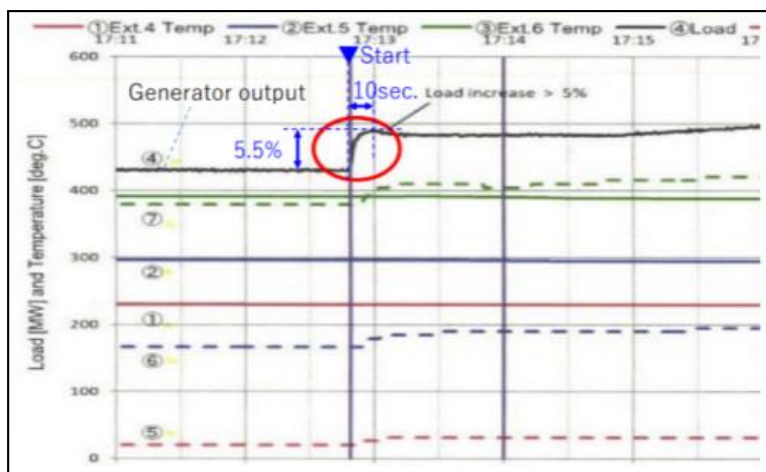 ①Ext.4 Temp ②Ext.5 Temp ③Ext.6 Temp ④Load
600 17:11 17:12 17:13 17:14 17:15
Start
10sec.
Load increase > 5%
Generator output
500
5.5%
④
400
⑦
300
②
200
①
⑥
100
⑤
0
Load [MW] and Temperature [deg,C]